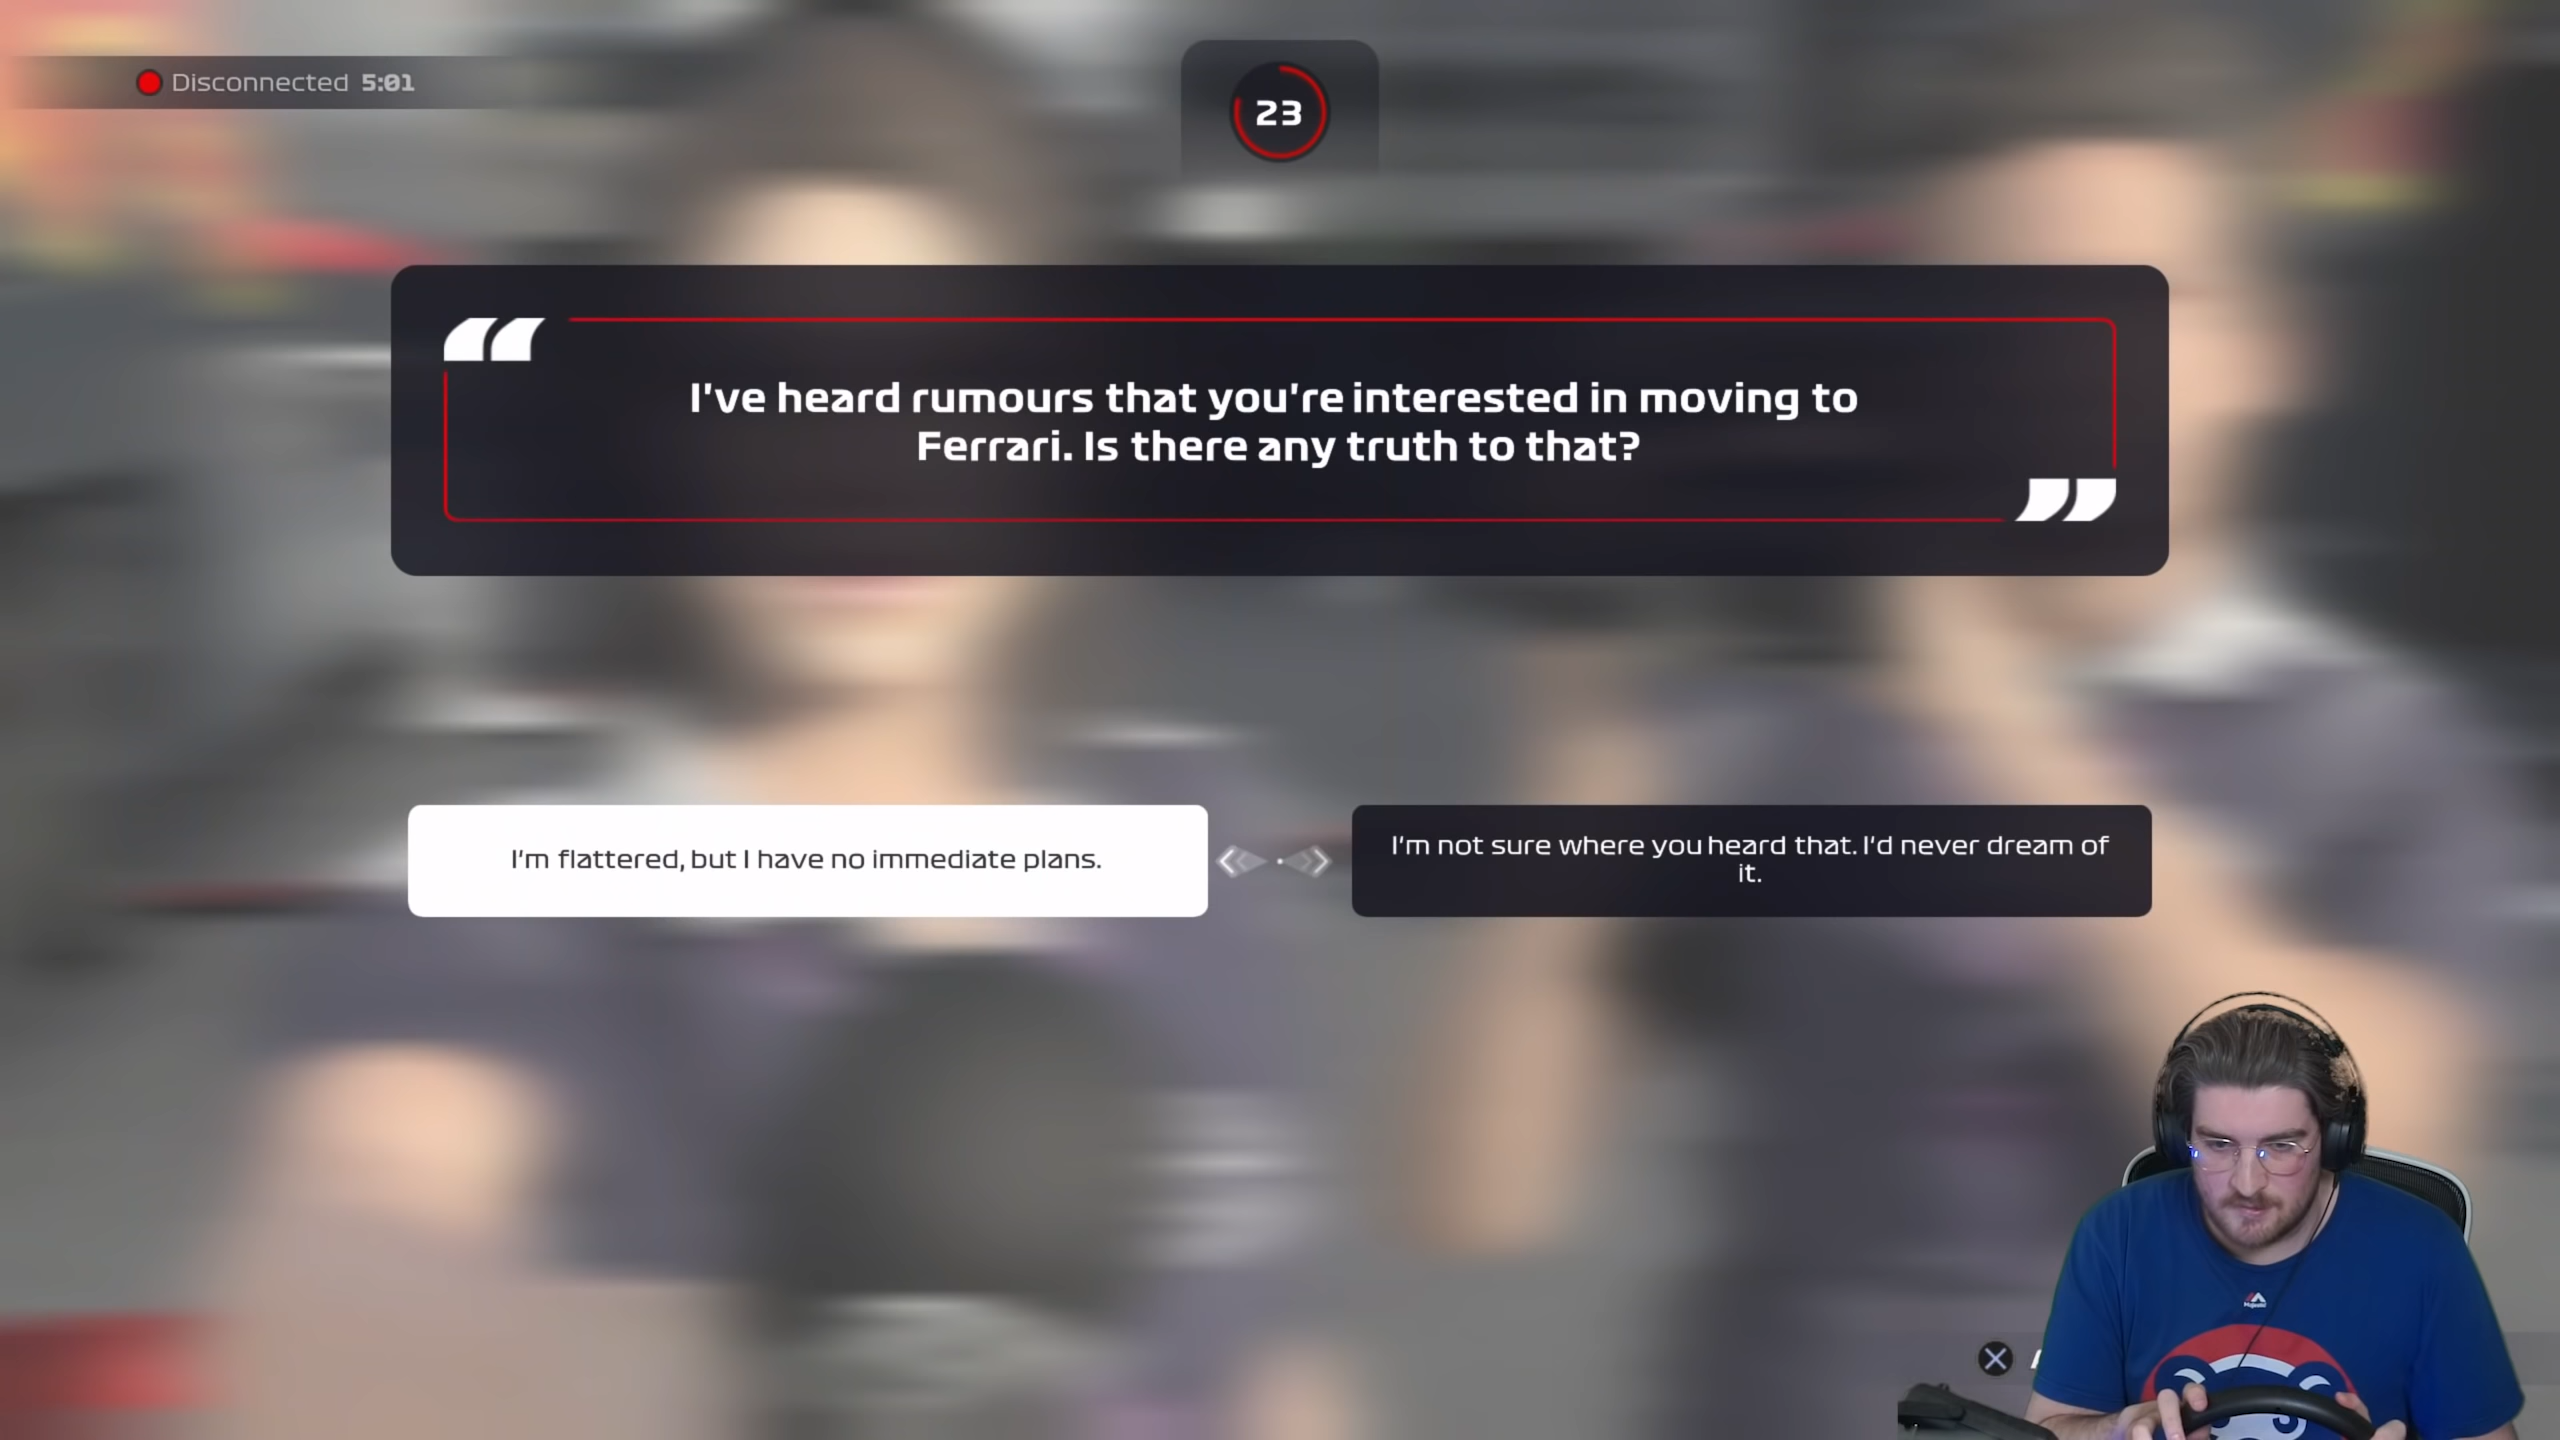 Disconnected 5:01
23
I've heard rumours that you're interested in moving to
Ferrari. Is there any truth to that?
I'm flattered, but I have no immediate plans.
I'm not sure where you heard that. I'd never dream of
it.